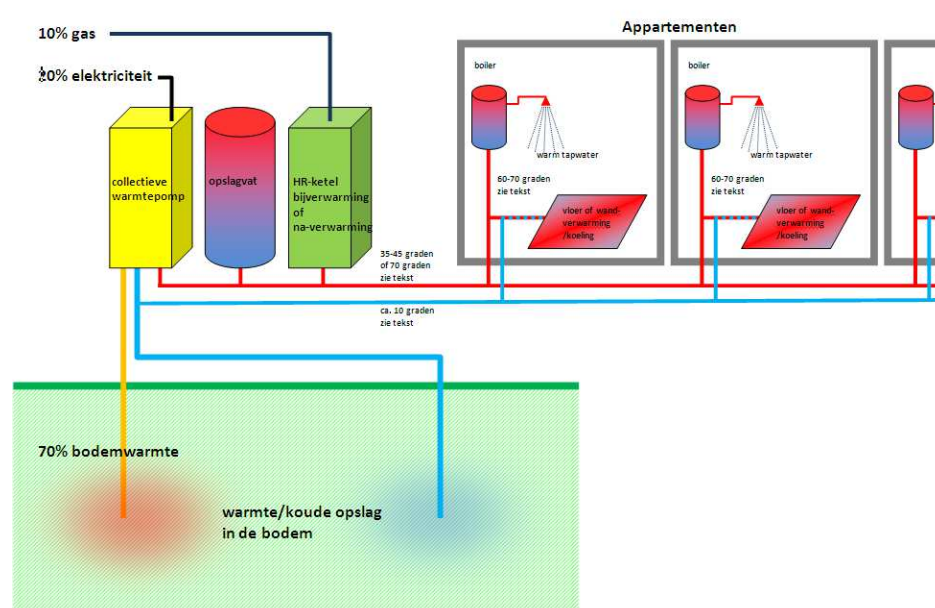 Appartementen
10% gas
20% elektriciteit
collectieve
warmtepomp
opslagvat
HR-ketel
bijverwarming
of
na-verwarming
35-45 graden
of 70 graden
zie tekst
ca. 10 graden
zie tekst
boiler
warm tapwater
60-70 graden
zie tekst
vloer of wand-
verwarming
/koeling
boiler
warm tapwater
60-70 graden
zie tekst
vloer of wand-
verwarming
/koeling
70% bodemwarmte
warmte/koude opslag
in de bodem